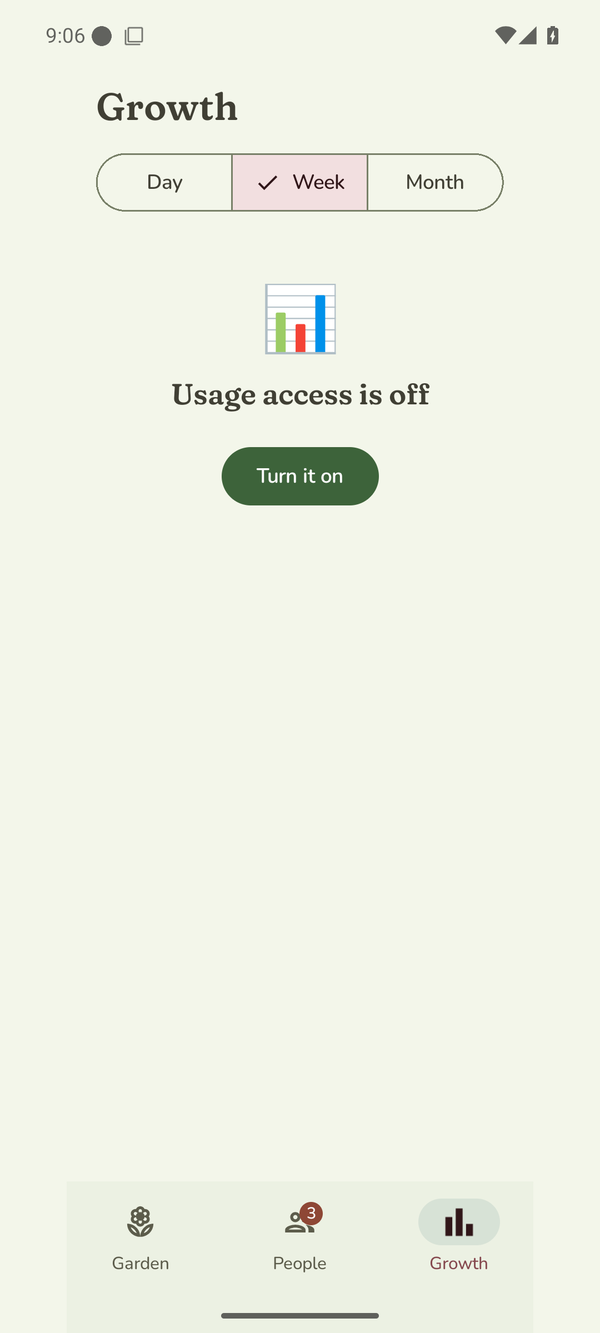 9:06
Growth
Day
Week
Month
Usage access is off
Turn it on
3
Garden
People
Growth